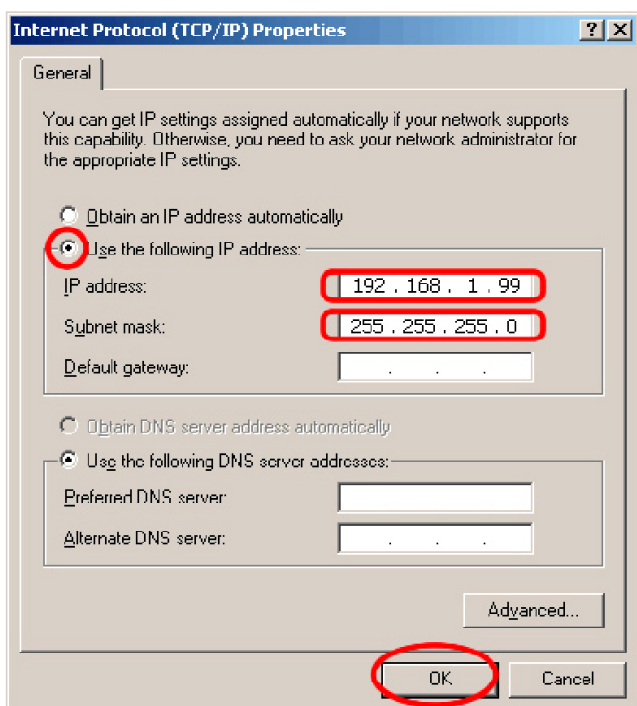 Internet Protocol (TCP/IP) Properties
General
You can get IP settings assigned automatically if your network supports
this capability. Otherwise, you need to ask your network administrator for
the appropriate IP settings.
Obtain an IP address automatically
Use the following IP address:
IP address: 192 . 168 . 1 . 99
Subnet mask: 255 . 255 . 255 . 0
Default gateway: . . .
Obtain DNS server address automatically
Use the following DNS server addresses:
Preferred DNS server:
Alternate DNS server: . . .
Advanced...
OK
Cancel